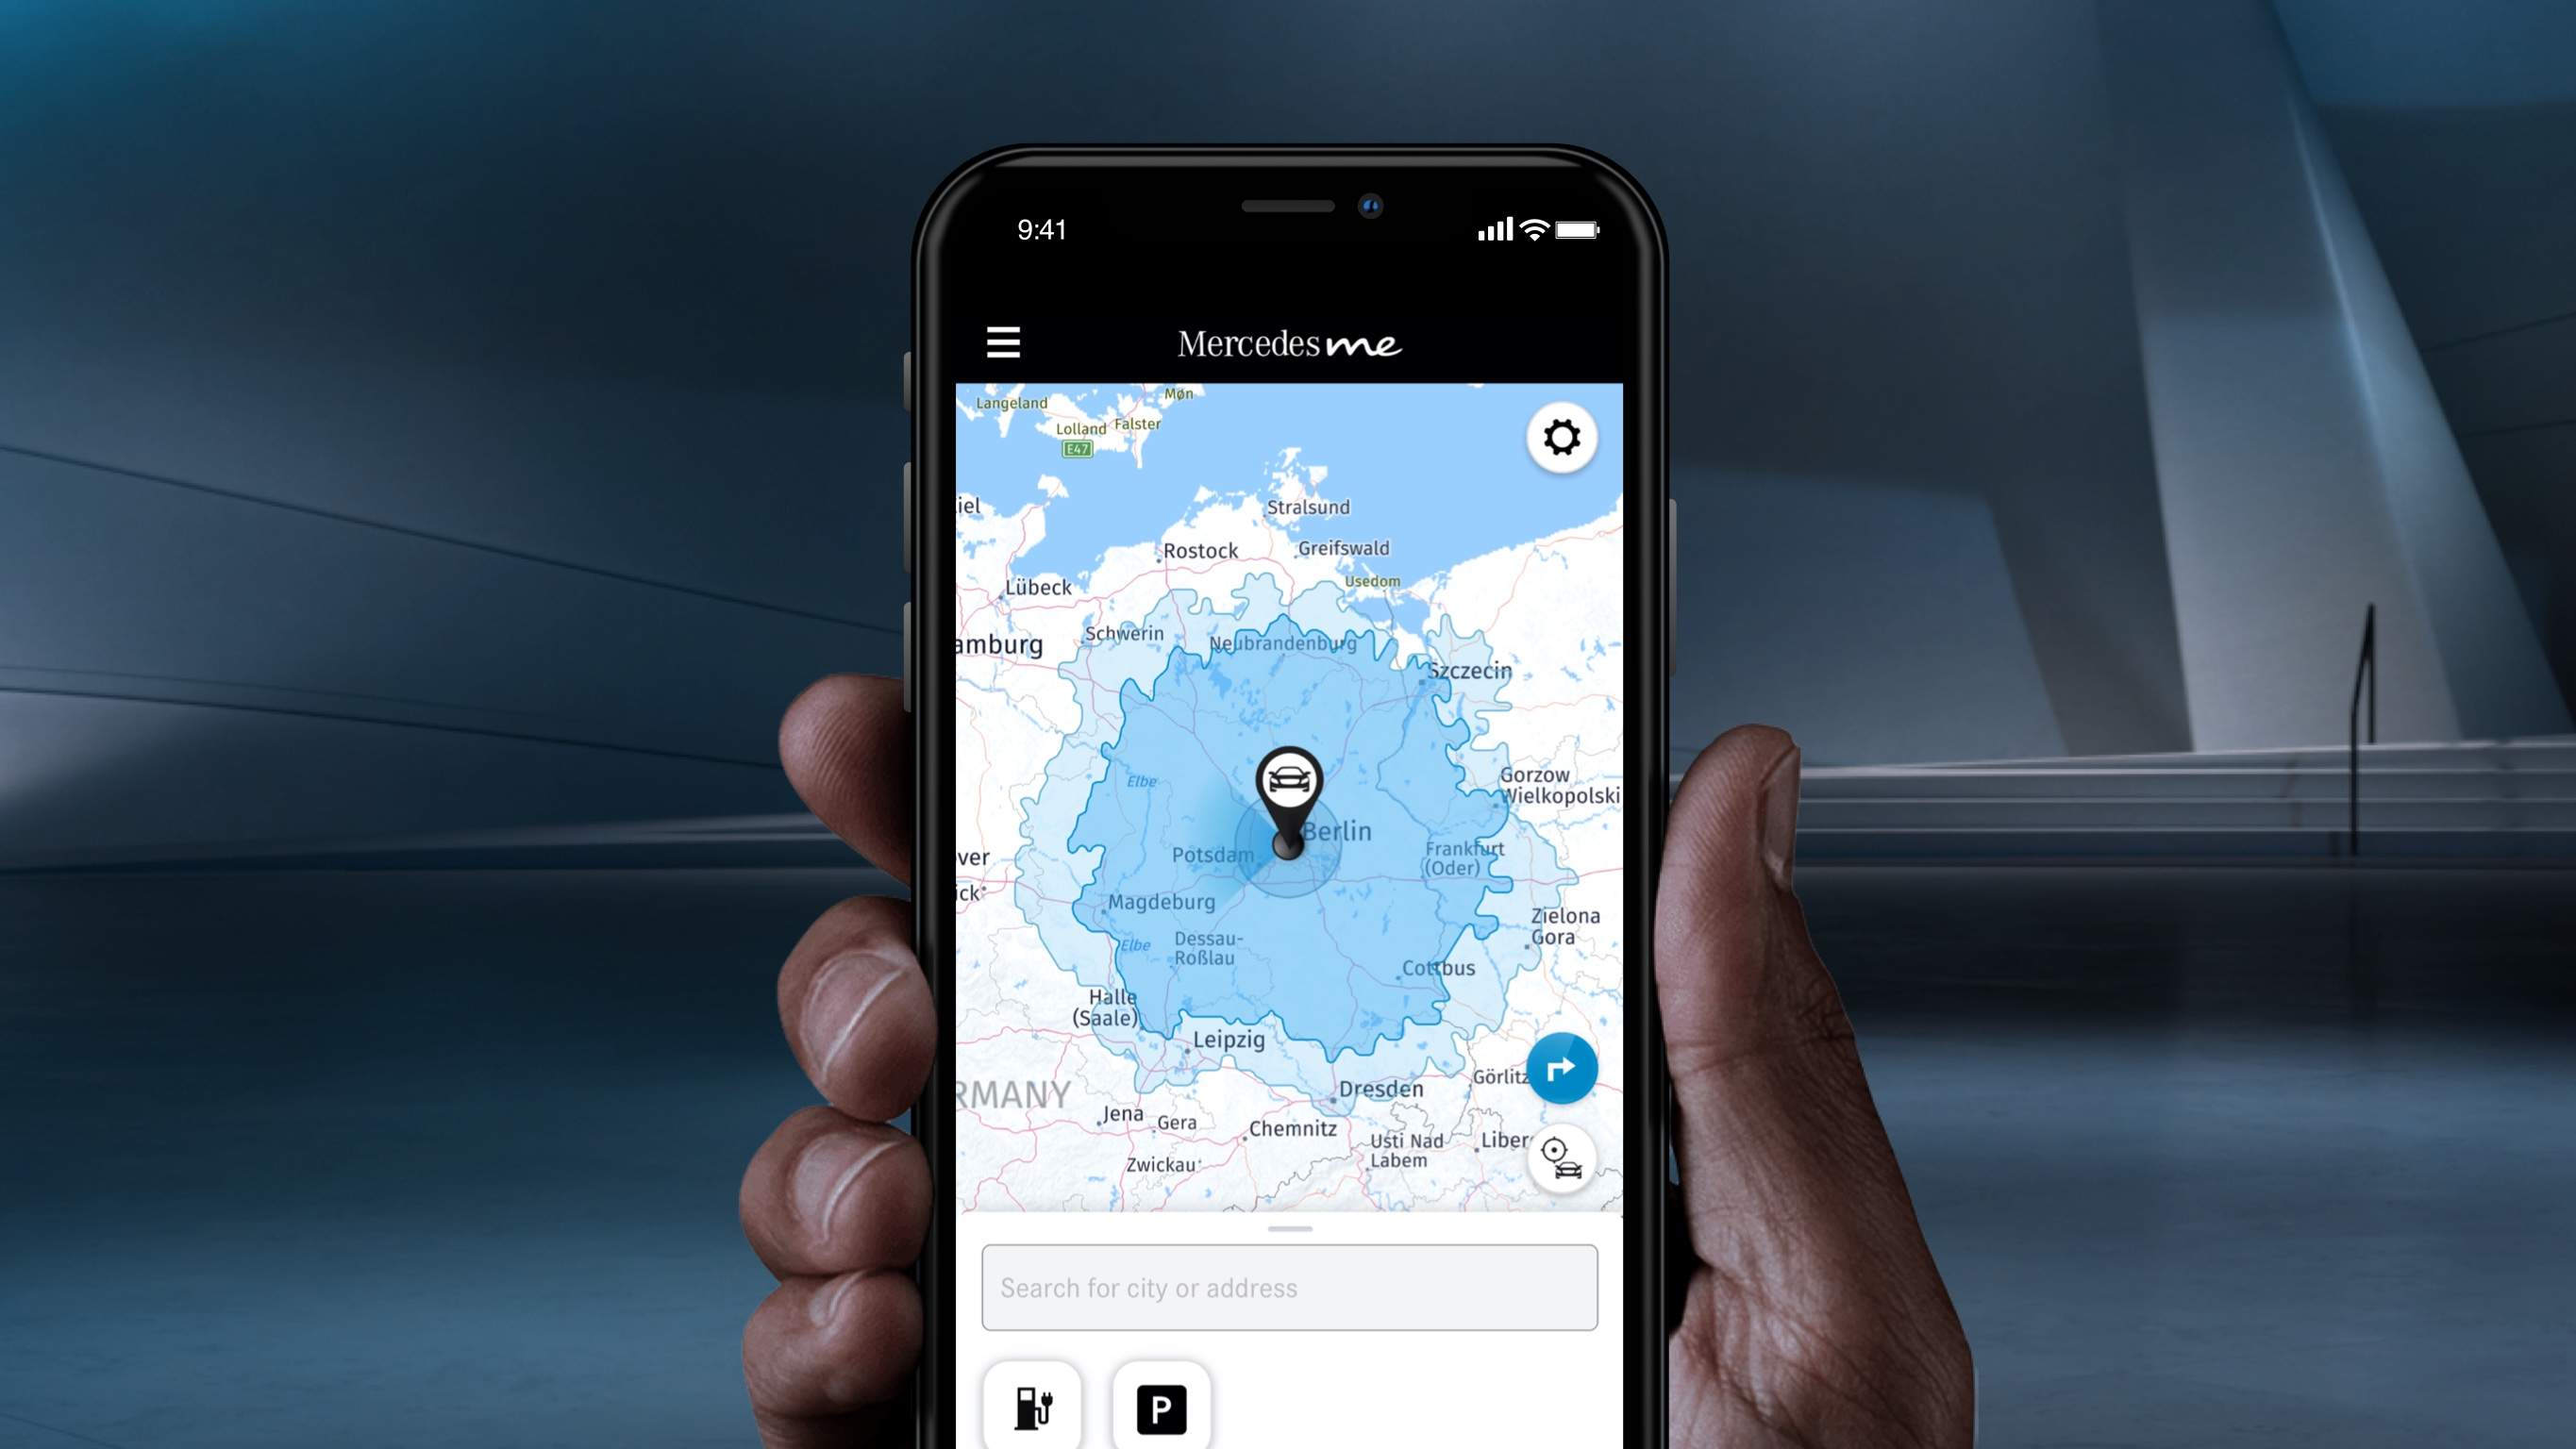 9:41
Mercedes me
Langeland
Møn
Lolland
Falster
E47
iel
Stralsund
Rostock
Greifswald
Usedom
Lübeck
Schwerin
amburg
Neubrandenburg
Szczecin
Elbe
Gorzow
Wielkopolski
Berlin
Potsdam
Frankfurt
(Oder)
ver
ick
Magdeburg
Zielona
Gora
Elbe
Dessau-
Roßlau
Cottbus
Halle
(Saale)
Leipzig
RMANY
Dresden
Görlitz
Jena
Gera
Chemnitz
Usti Nad
Labem
Liber
Zwickau
Search for city or address
P